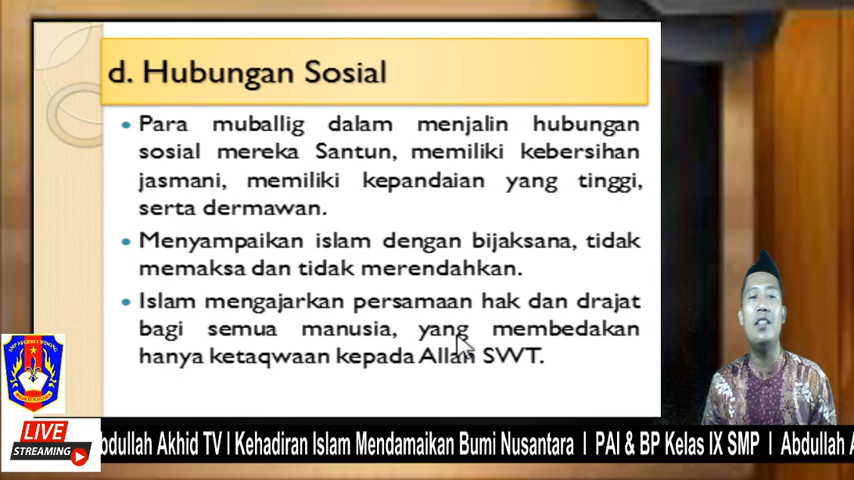 d. Hubungan Sosial
• Para muballig dalam menjalin hubungan
sosial mereka Santun, memiliki kebersihan
jasmani, memiliki kepandaian yang tinggi,
serta dermawan.
• Menyampaikan islam dengan bijaksana, tidak
memaksa dan tidak merendahkan.
• Islam mengajarkan persamaan hak dan drajat
bagi semua manusia, yang membedakan
hanya ketaqwaan kepada Allah SWT.
LIVE
STREAMING
bdullah Akhid TV | Kehadiran Islam Mendamaikan Bumi Nusantara | PAI & BP Kelas IX SMP | Abdullah A